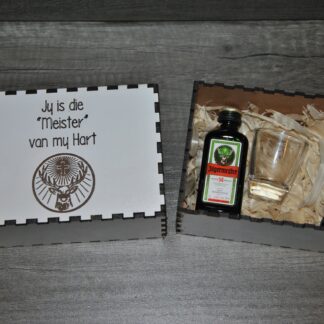 Jy is die
"Meister"
van my Hart
Jägermeister